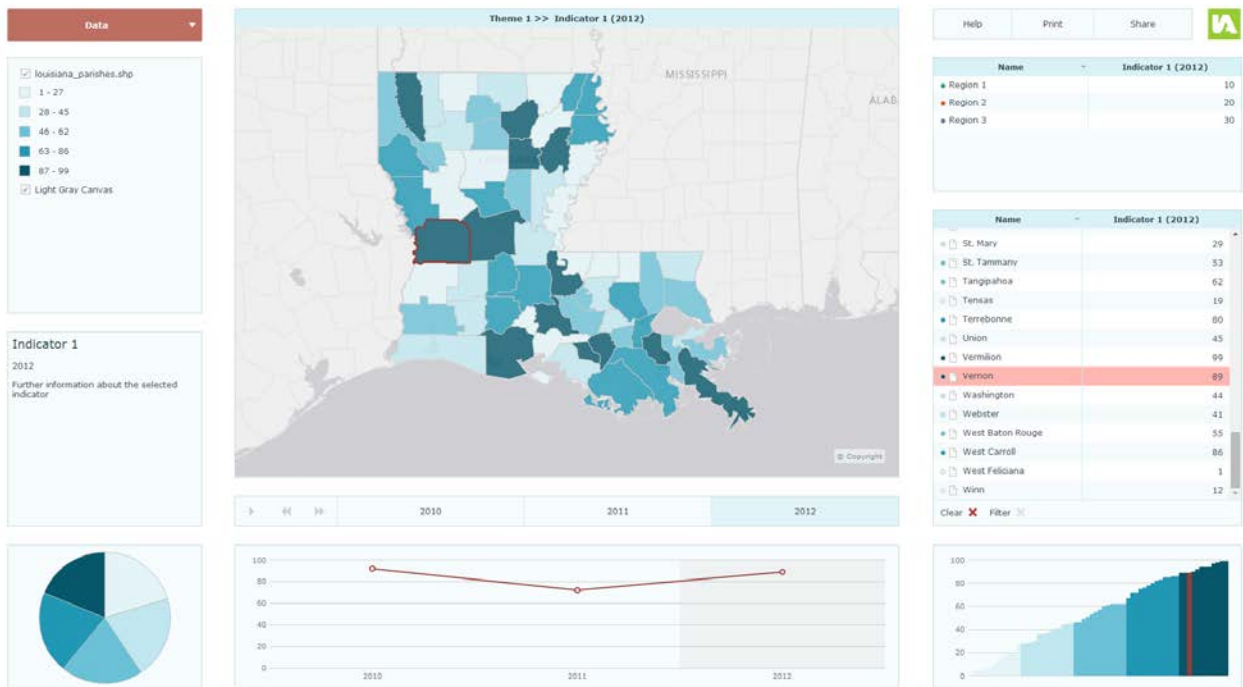 Data
louisiana_parishes.shp
1 - 27
28 - 45
46 - 62
63 - 86
87 - 99
Light Gray Canvas
Indicator 1
2012
Further information about the selected
indicator
Theme 1 >> Indicator 1 (2012)
MISSISSIPPI
ALAB
© Copyright
2010 2011 2012
100
80
60
40
20
0
2010 2011 2012
Help Print Share
Name Indicator 1 (2012)
Region 1 10
Region 2 20
Region 3 30
Name Indicator 1 (2012)
St. Mary 29
St. Tammany 53
Tangipahoa 62
Tensas 19
Terrebonne 80
Union 45
Vermilion 99
Vernon 89
Washington 44
Webster 41
West Baton Rouge 55
West Carroll 86
West Feliciana 1
Winn 12
Clear Filter
100
80
60
40
20
0